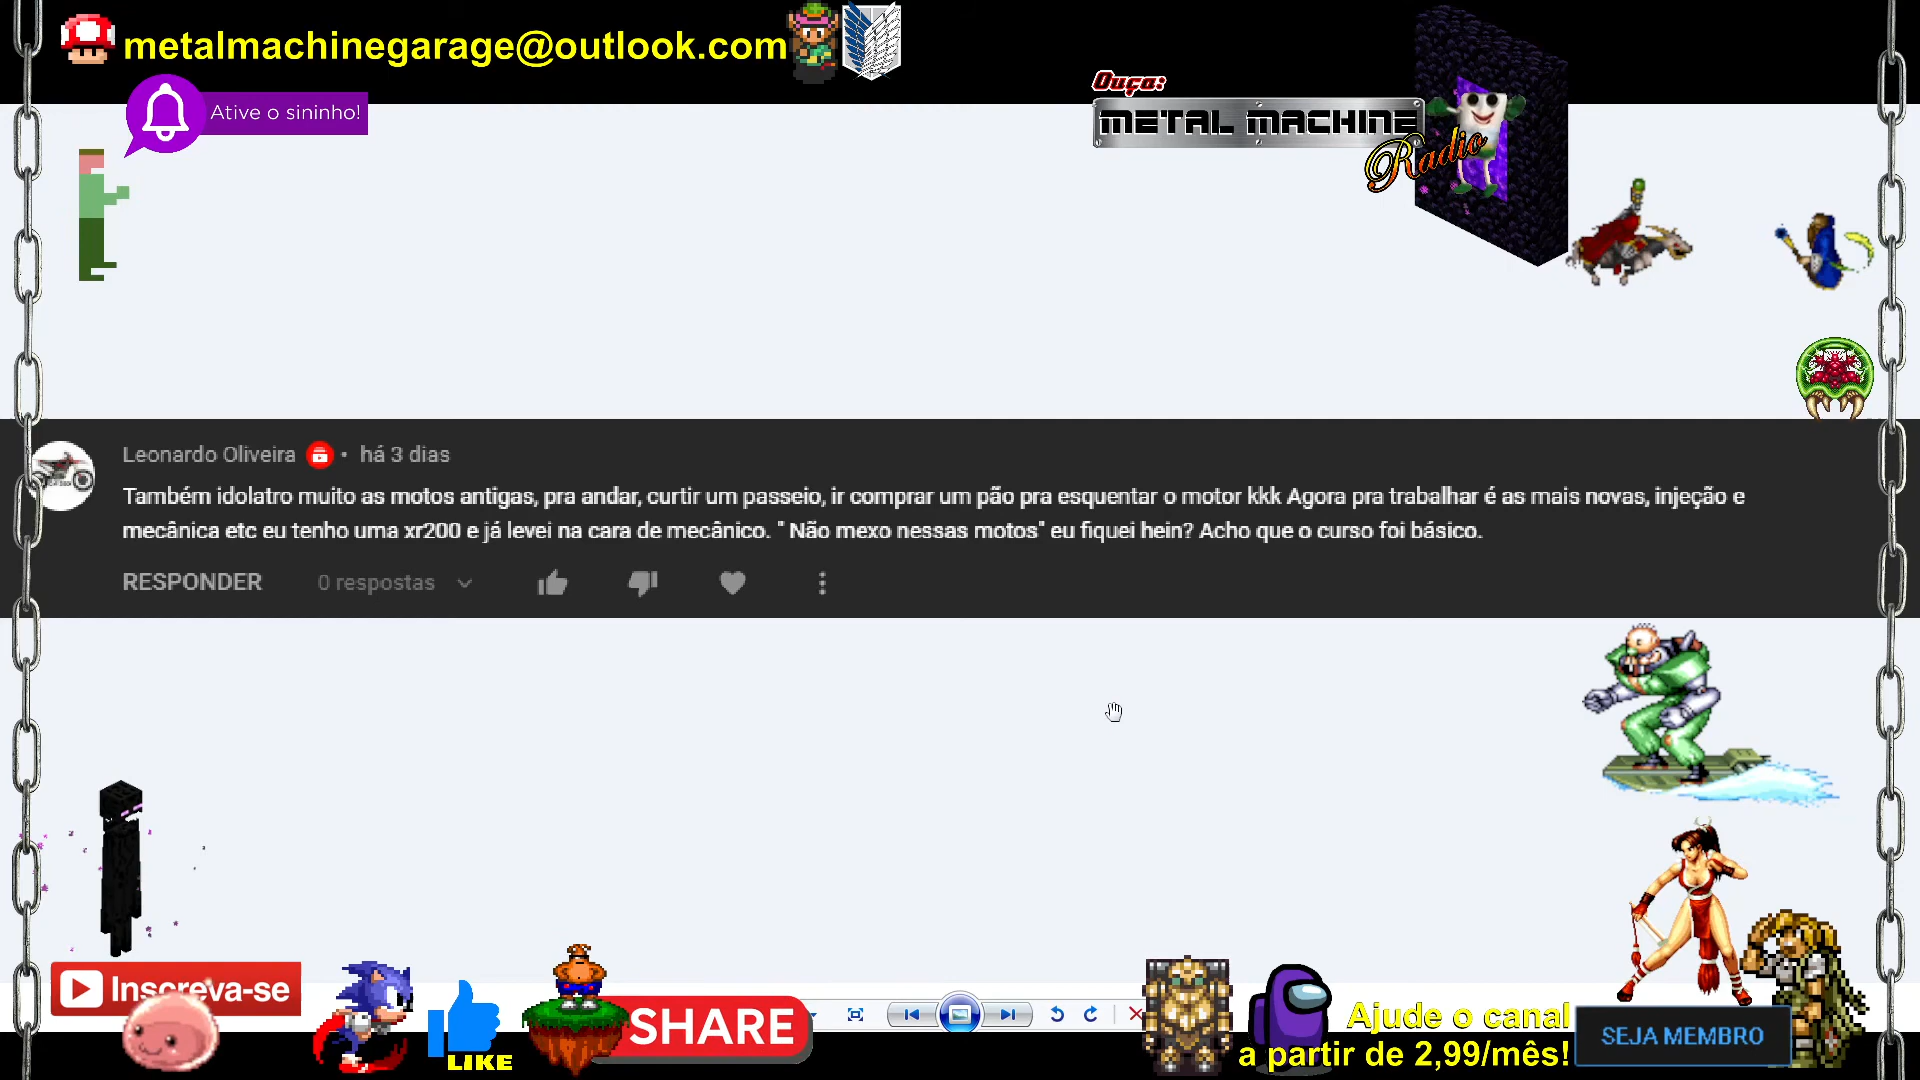 metalmachinegarage@outlook.com
Ative o sininho!
Ouça:
METAL MACHINE
Radio
Leonardo Oliveira • há 3 dias
Também idolatro muito as motos antigas, pra andar, curtir um passeio, ir comprar um pão pra esquentar o motor kkk Agora pra trabalhar é as mais novas, injeção e
mecânica etc eu tenho uma xr200 e já levei na cara de mecânico. " Não mexo nessas motos" eu fiquei hein? Acho que o curso foi básico.
RESPONDER 0 respostas
Inscreva-se
LIKE
SHARE
Ajude o canal
a partir de 2,99/mês!
SEJA MEMBRO